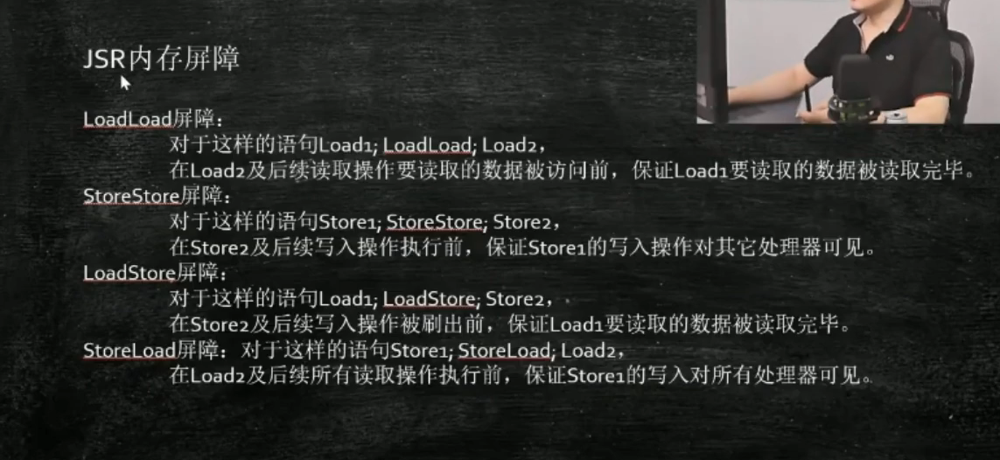 JSR内存屏障
LoadLoad屏障：
对于这样的语句Load1; LoadLoad; Load2，
在Load2及后续读取操作要读取的数据被访问前，保证Load1要读取的数据被读取完毕。
StoreStore屏障：
对于这样的语句Store1; StoreStore; Store2，
在Store2及后续写入操作执行前，保证Store1的写入操作对其它处理器可见。
LoadStore屏障：
对于这样的语句Load1; LoadStore; Store2，
在Store2及后续写入操作被刷出前，保证Load1要读取的数据被读取完毕。
StoreLoad屏障：对于这样的语句Store1; StoreLoad; Load2，
在Load2及后续所有读取操作执行前，保证Store1的写入对所有处理器可见。